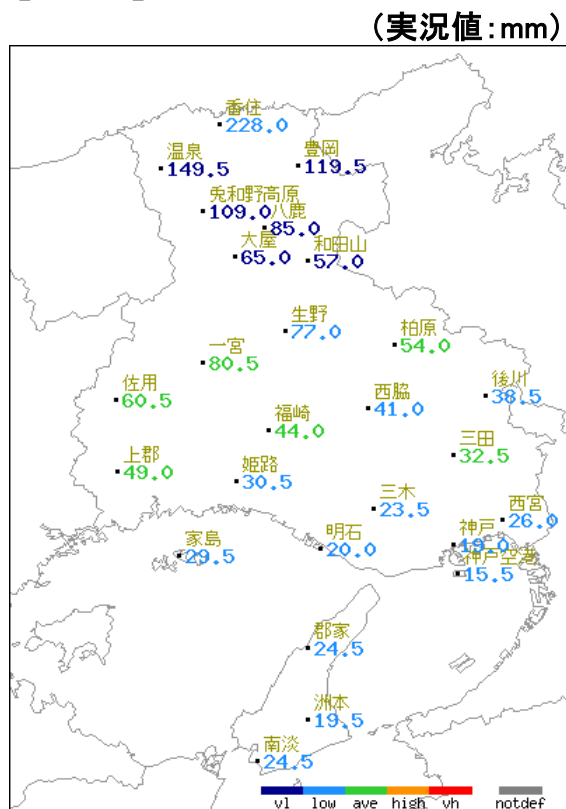 （実況値：mm）
香住
228.0
温泉
149.5
豊岡
119.5
兎和野高原
109.0
八鹿
85.0
大屋
65.0
和田山
57.0
生野
77.0
柏原
54.0
一宮
80.5
佐用
60.5
後川
38.5
西脇
41.0
福崎
44.0
三田
32.5
上郡
49.0
姫路
30.5
三木
23.5
西宮
26.0
家島
29.5
明石
20.0
神戸
19.0
神戸空港
15.5
郡家
24.5
洲本
19.5
南淡
24.5
vl low ave high vh notdef